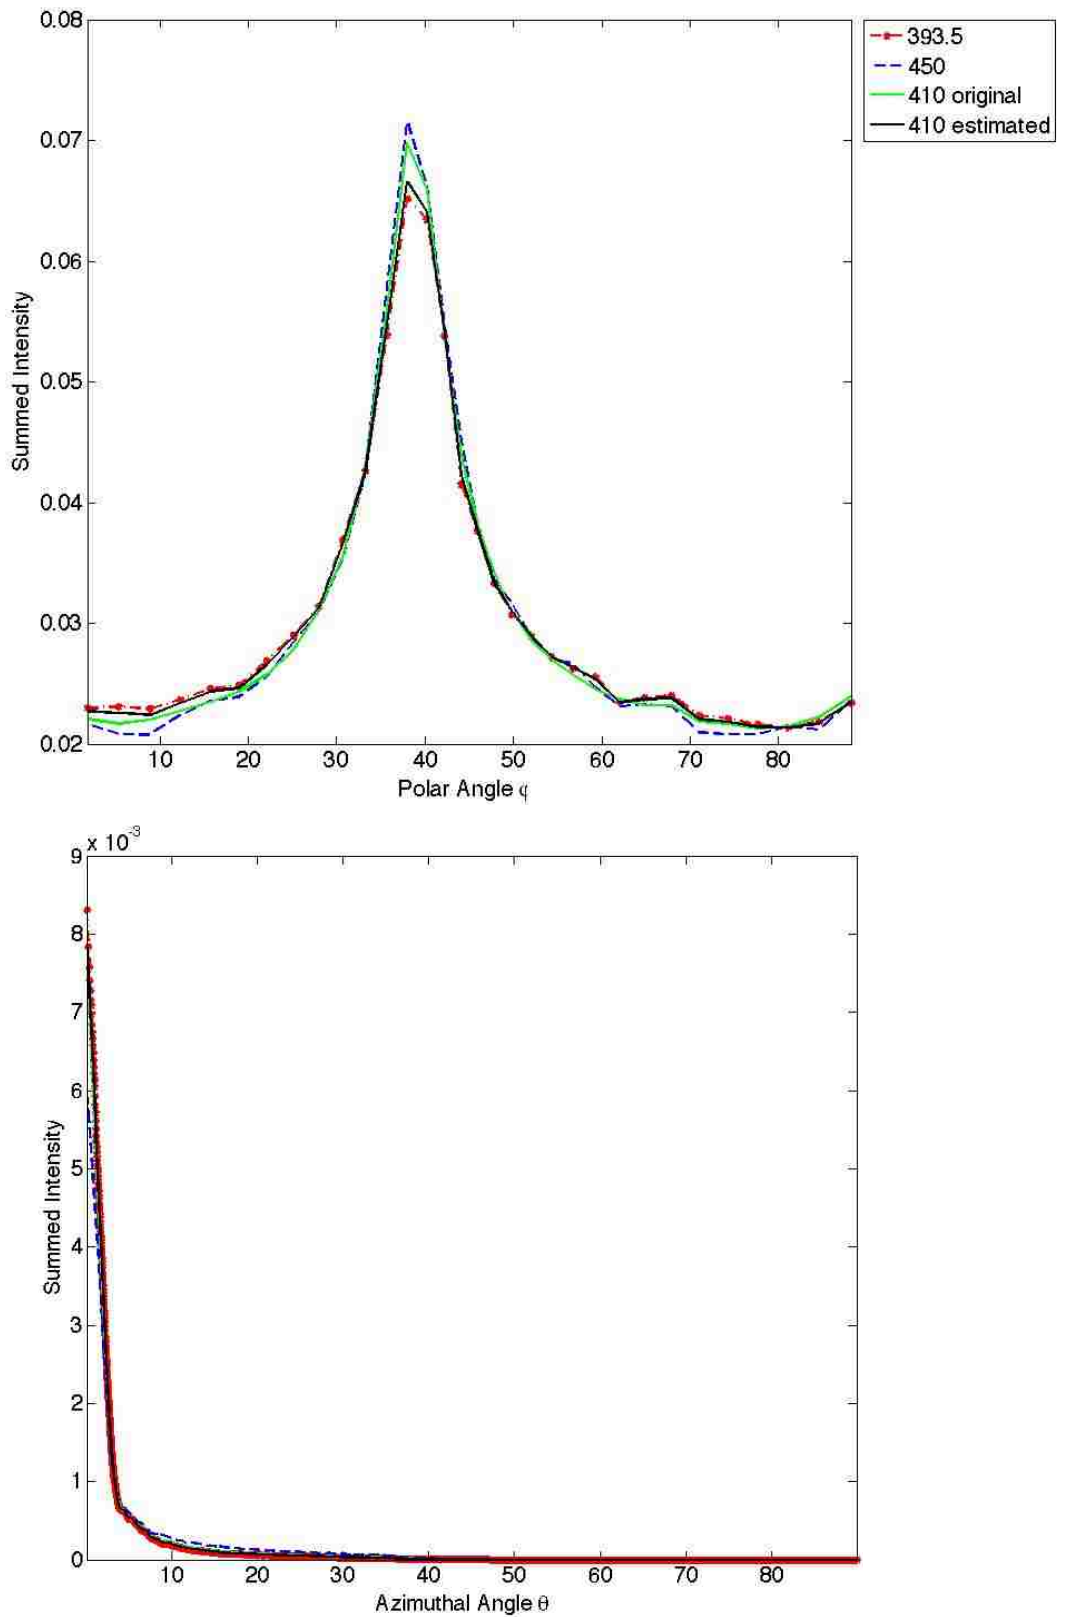 0.08
0.07
0.06
0.05
0.04
0.03
0.02
Summed Intensity
10 20 30 40 50 60 70 80
Polar Angle φ
393.5
450
410 original
410 estimated
x 10-3
9
8
7
6
5
4
3
2
1
0
Summed Intensity
10 20 30 40 50 60 70 80
Azimuthal Angle θ